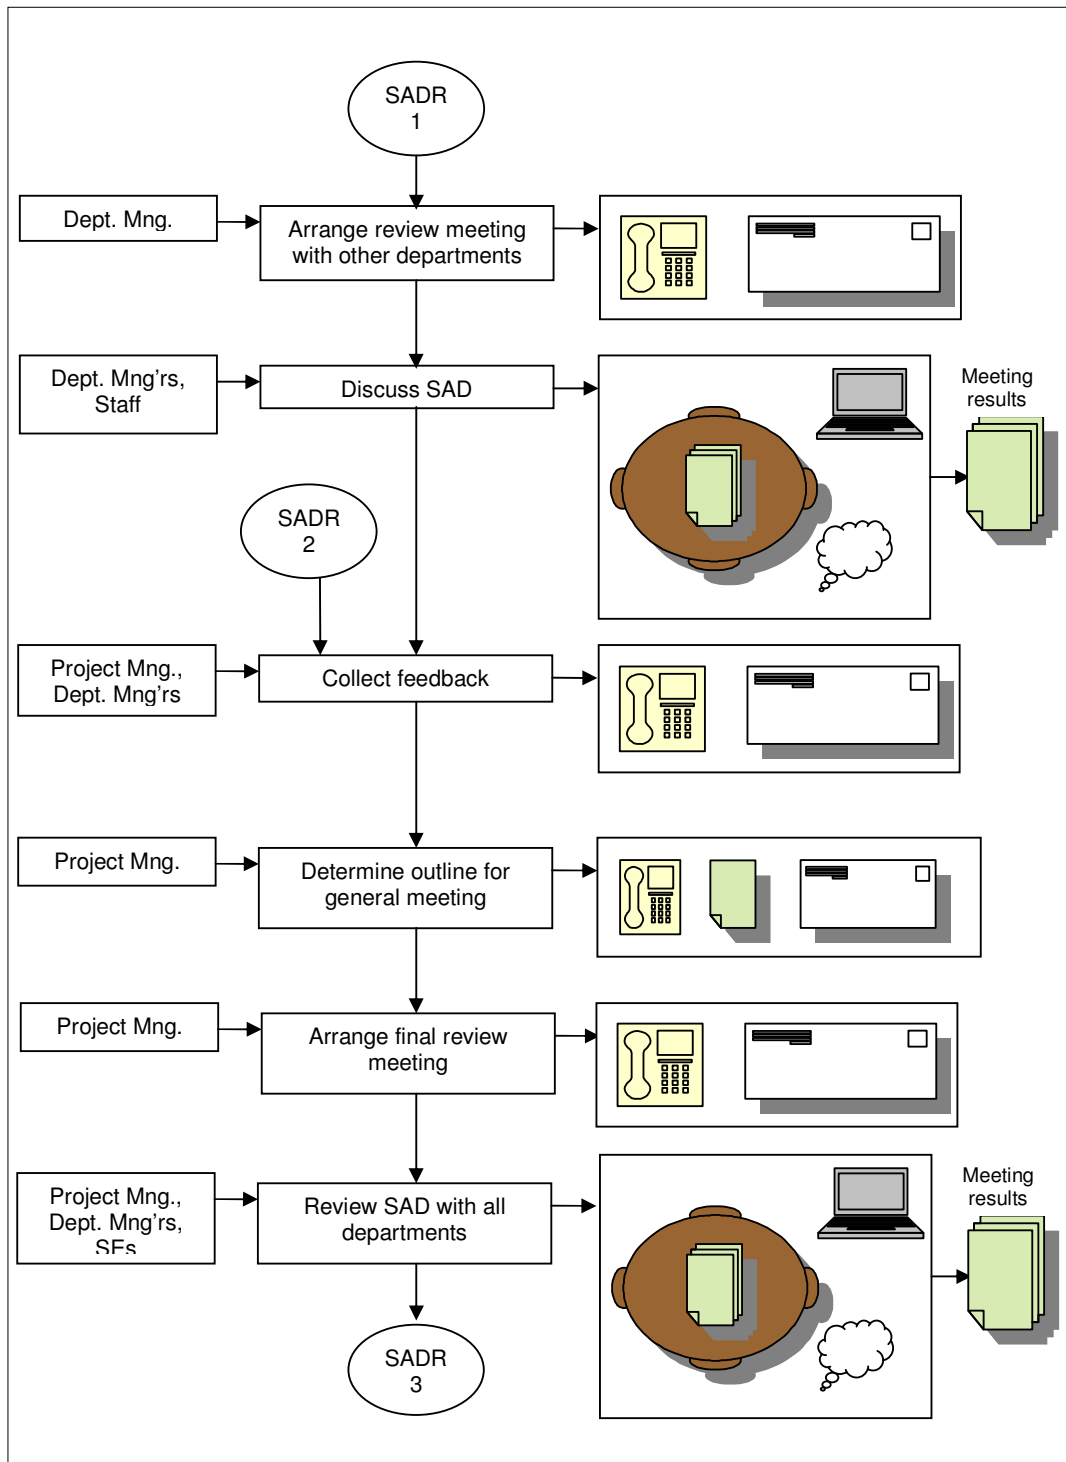 SADR
1
Dept. Mng.
Arrange review meeting
with other departments
Dept. Mng'rs,
Staff
Discuss SAD
Meeting
results
SADR
2
Project Mng.,
Dept. Mng'rs
Collect feedback
Project Mng.
Determine outline for
general meeting
Project Mng.
Arrange final review
meeting
Project Mng.,
Dept. Mng'rs,
SEs
Review SAD with all
departments
Meeting
results
SADR
3